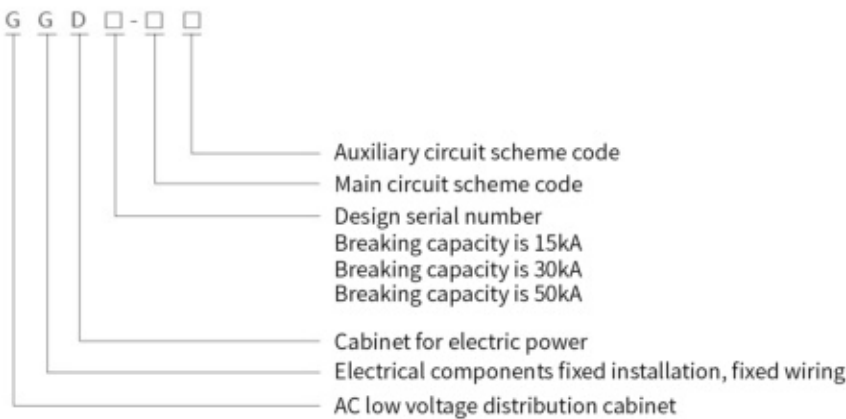 G G D □ - □ □
Auxiliary circuit scheme code
Main circuit scheme code
Design serial number
Breaking capacity is 15kA
Breaking capacity is 30kA
Breaking capacity is 50kA
Cabinet for electric power
Electrical components fixed installation, fixed wiring
AC low voltage distribution cabinet